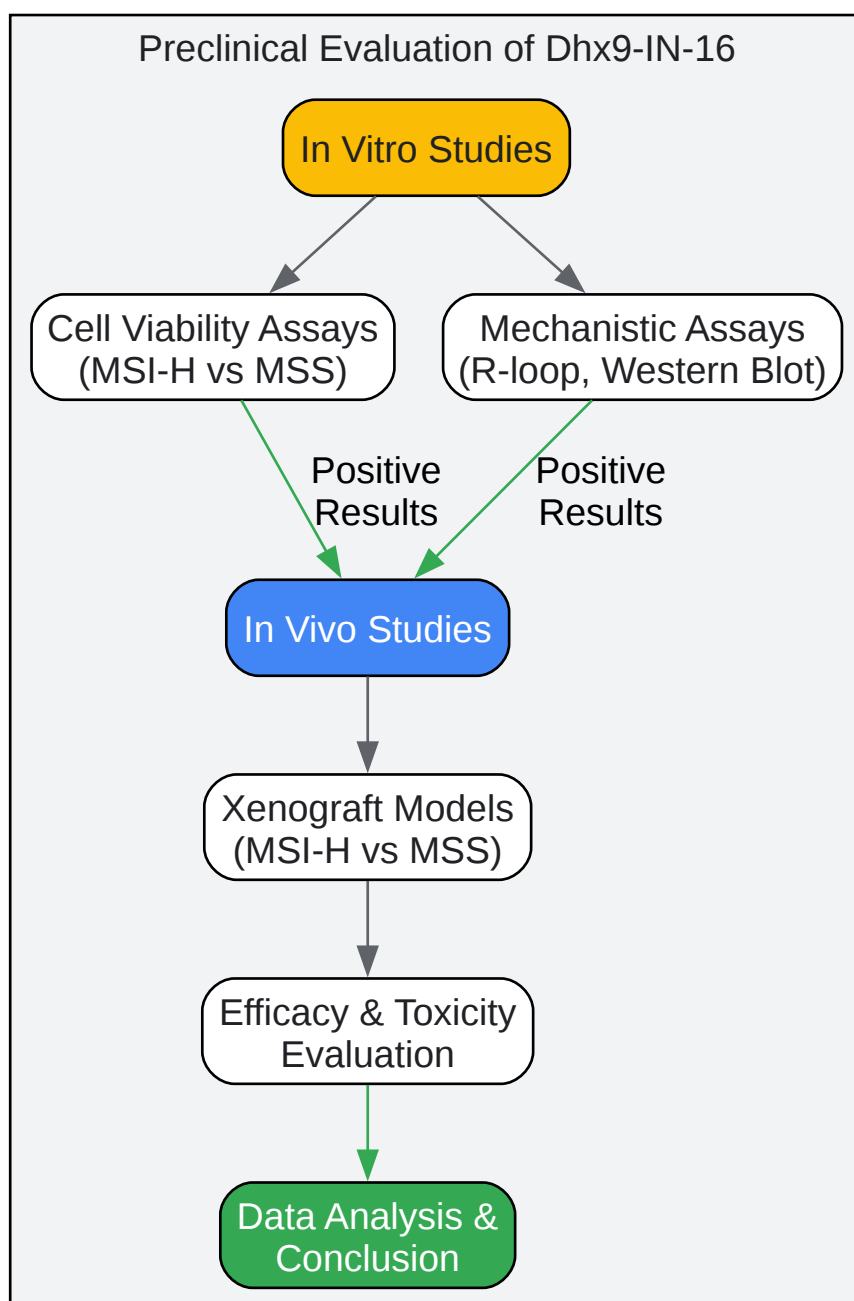 Preclinical Evaluation of Dhx9-IN-16
In Vitro Studies
Cell Viability Assays
(MSI-H vs MSS)
Mechanistic Assays
(R-loop, Western Blot)
Positive
Results
Positive
Results
In Vivo Studies
Xenograft Models
(MSI-H vs MSS)
Efficacy & Toxicity
Evaluation
Data Analysis &
Conclusion